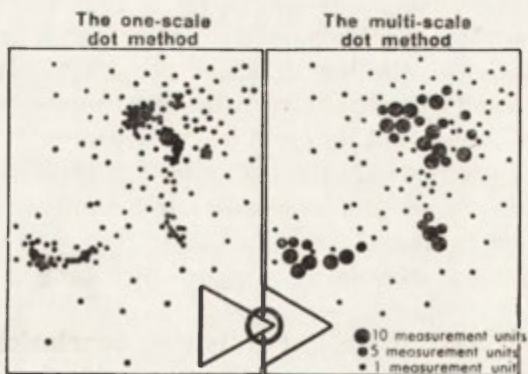 The one-scale
dot method
The multi-scale
dot method
10 measurement units
5 measurement units
1 measurement unit